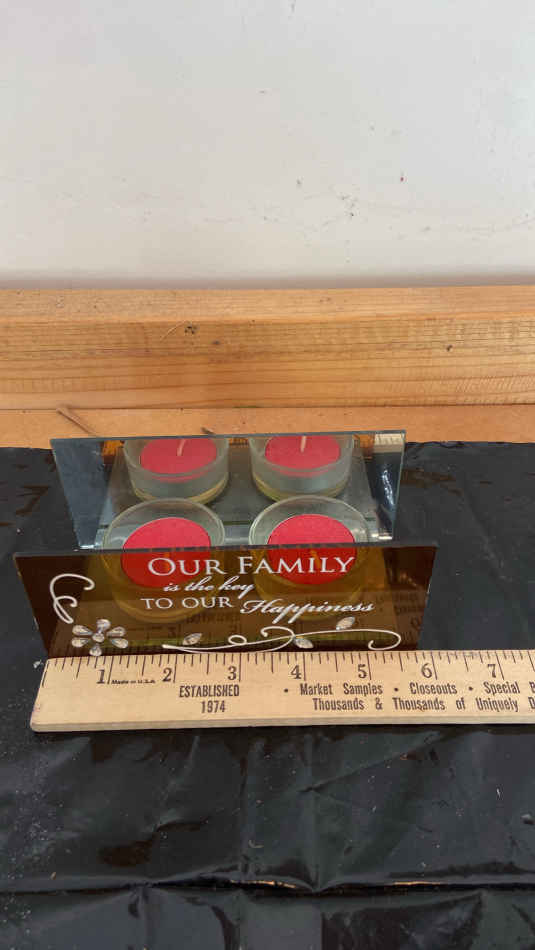 OUR FAMILY
is the key
TO OUR Happiness
1 Made in U.S.A. 2 3 4 5 6 7
ESTABLISHED
1974
• Market Samples • Closeouts • Special
Thousands & Thousands of Uniquely